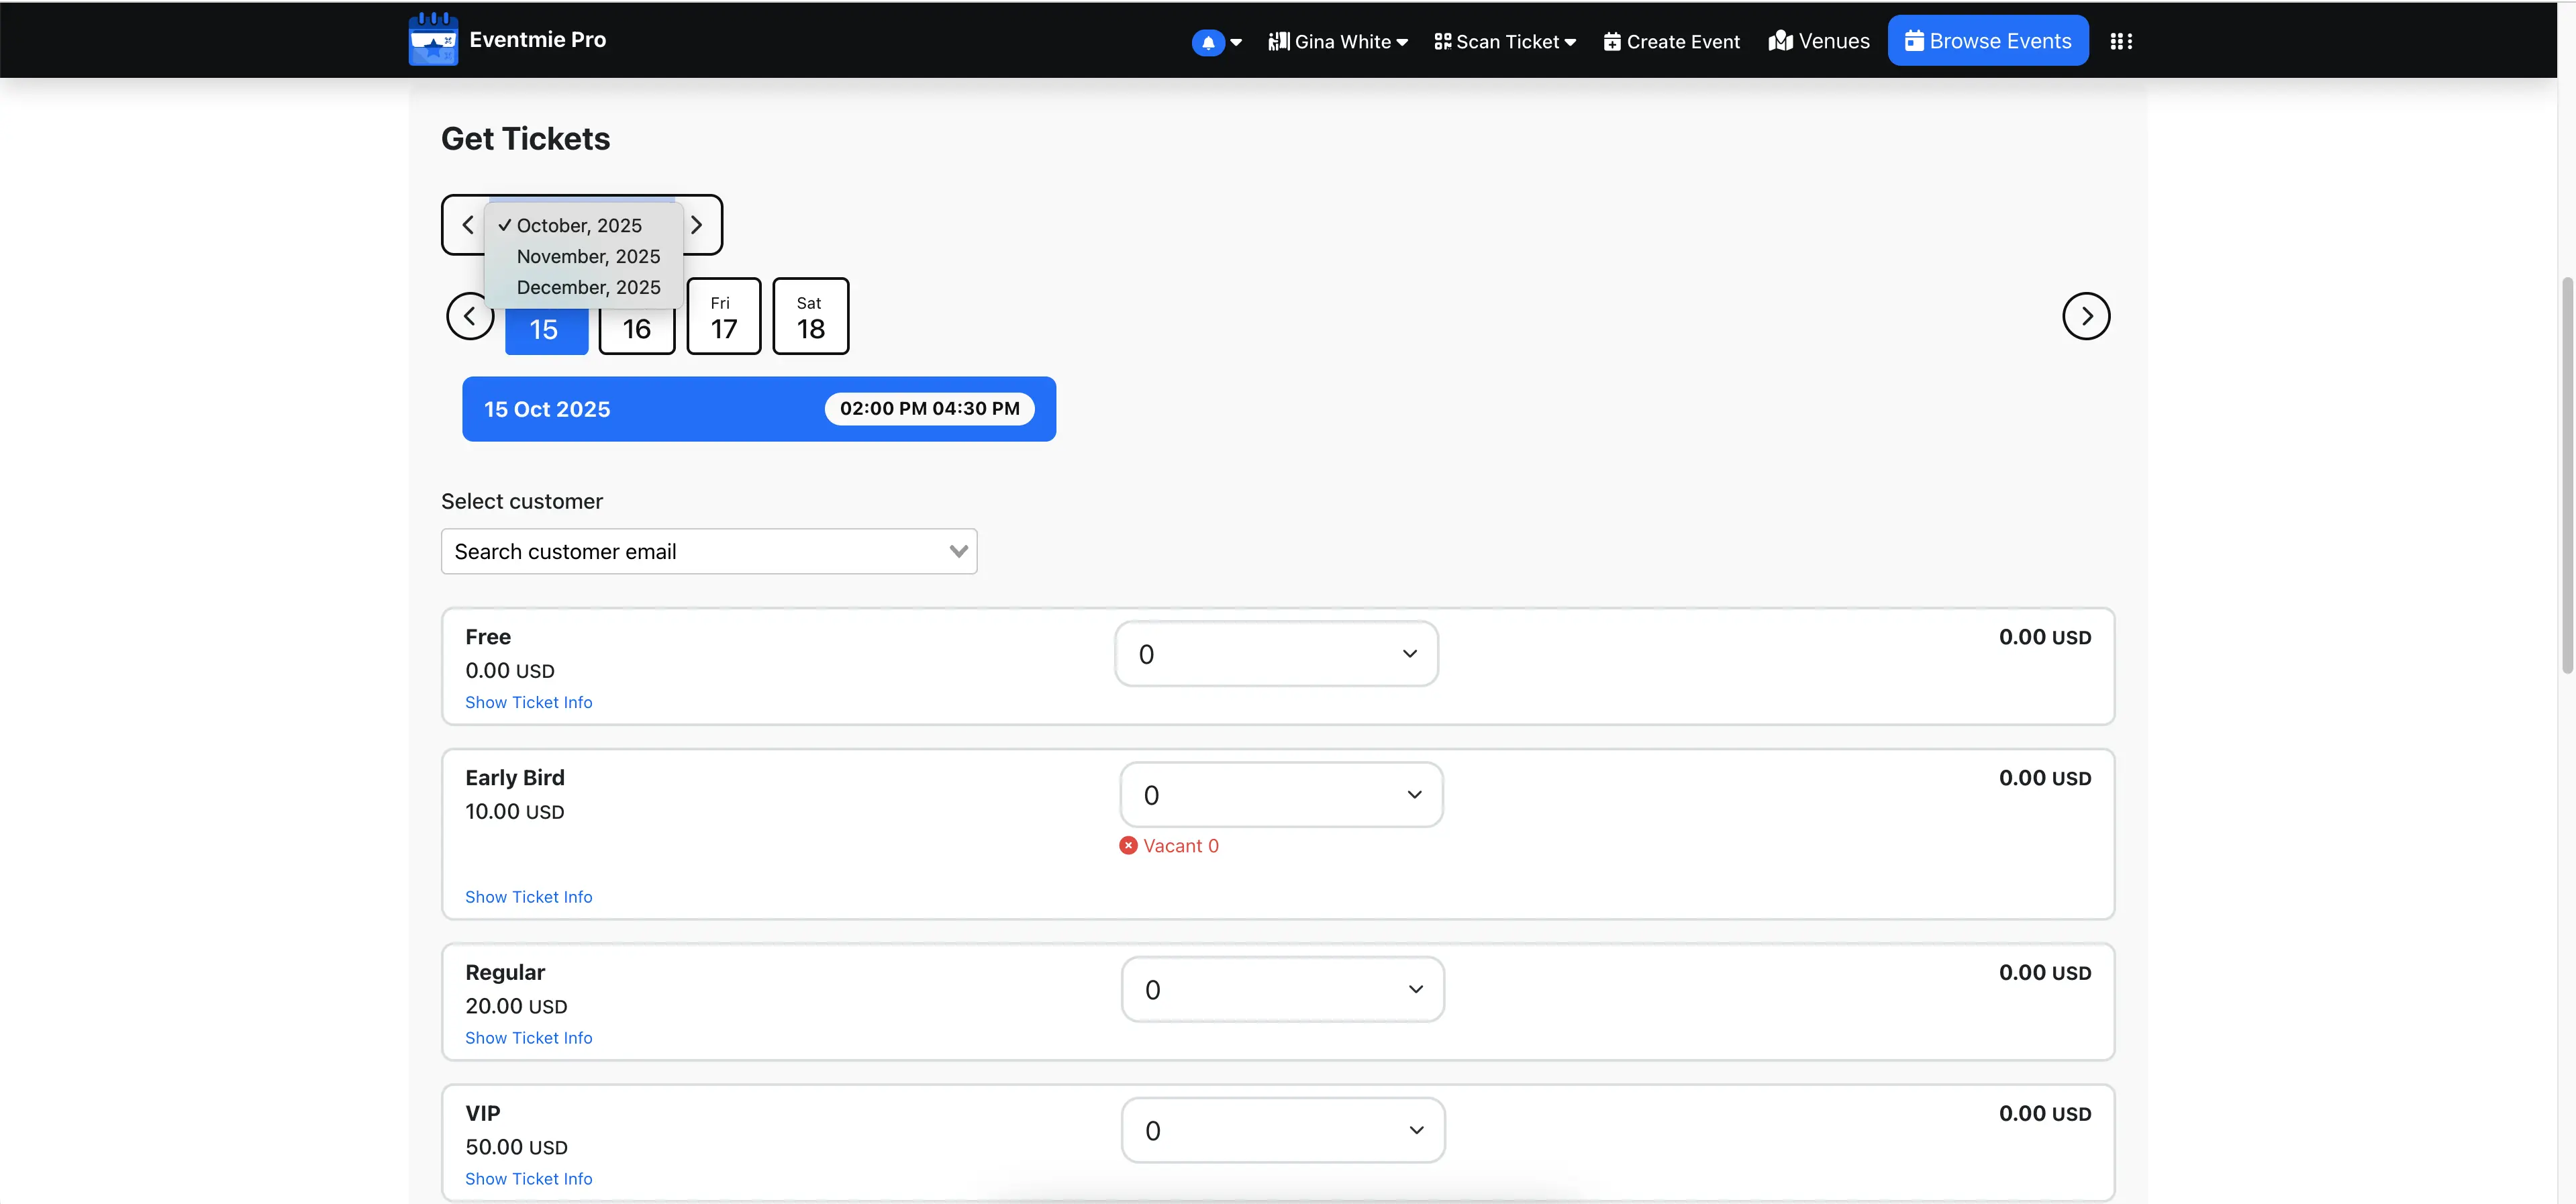 Eventmie Pro
Gina White
Scan Ticket
Create Event
Venues
Browse Events
Get Tickets
✓ October, 2025
November, 2025
December, 2025
15
16
Fri
17
Sat
18
15 Oct 2025
02:00 PM 04:30 PM
Select customer
Search customer email
Free
0
0.00 USD
0.00 USD
Show Ticket Info
Early Bird
0
0.00 USD
10.00 USD
Vacant 0
Show Ticket Info
Regular
0
0.00 USD
20.00 USD
Show Ticket Info
VIP
0
0.00 USD
50.00 USD
Show Ticket Info